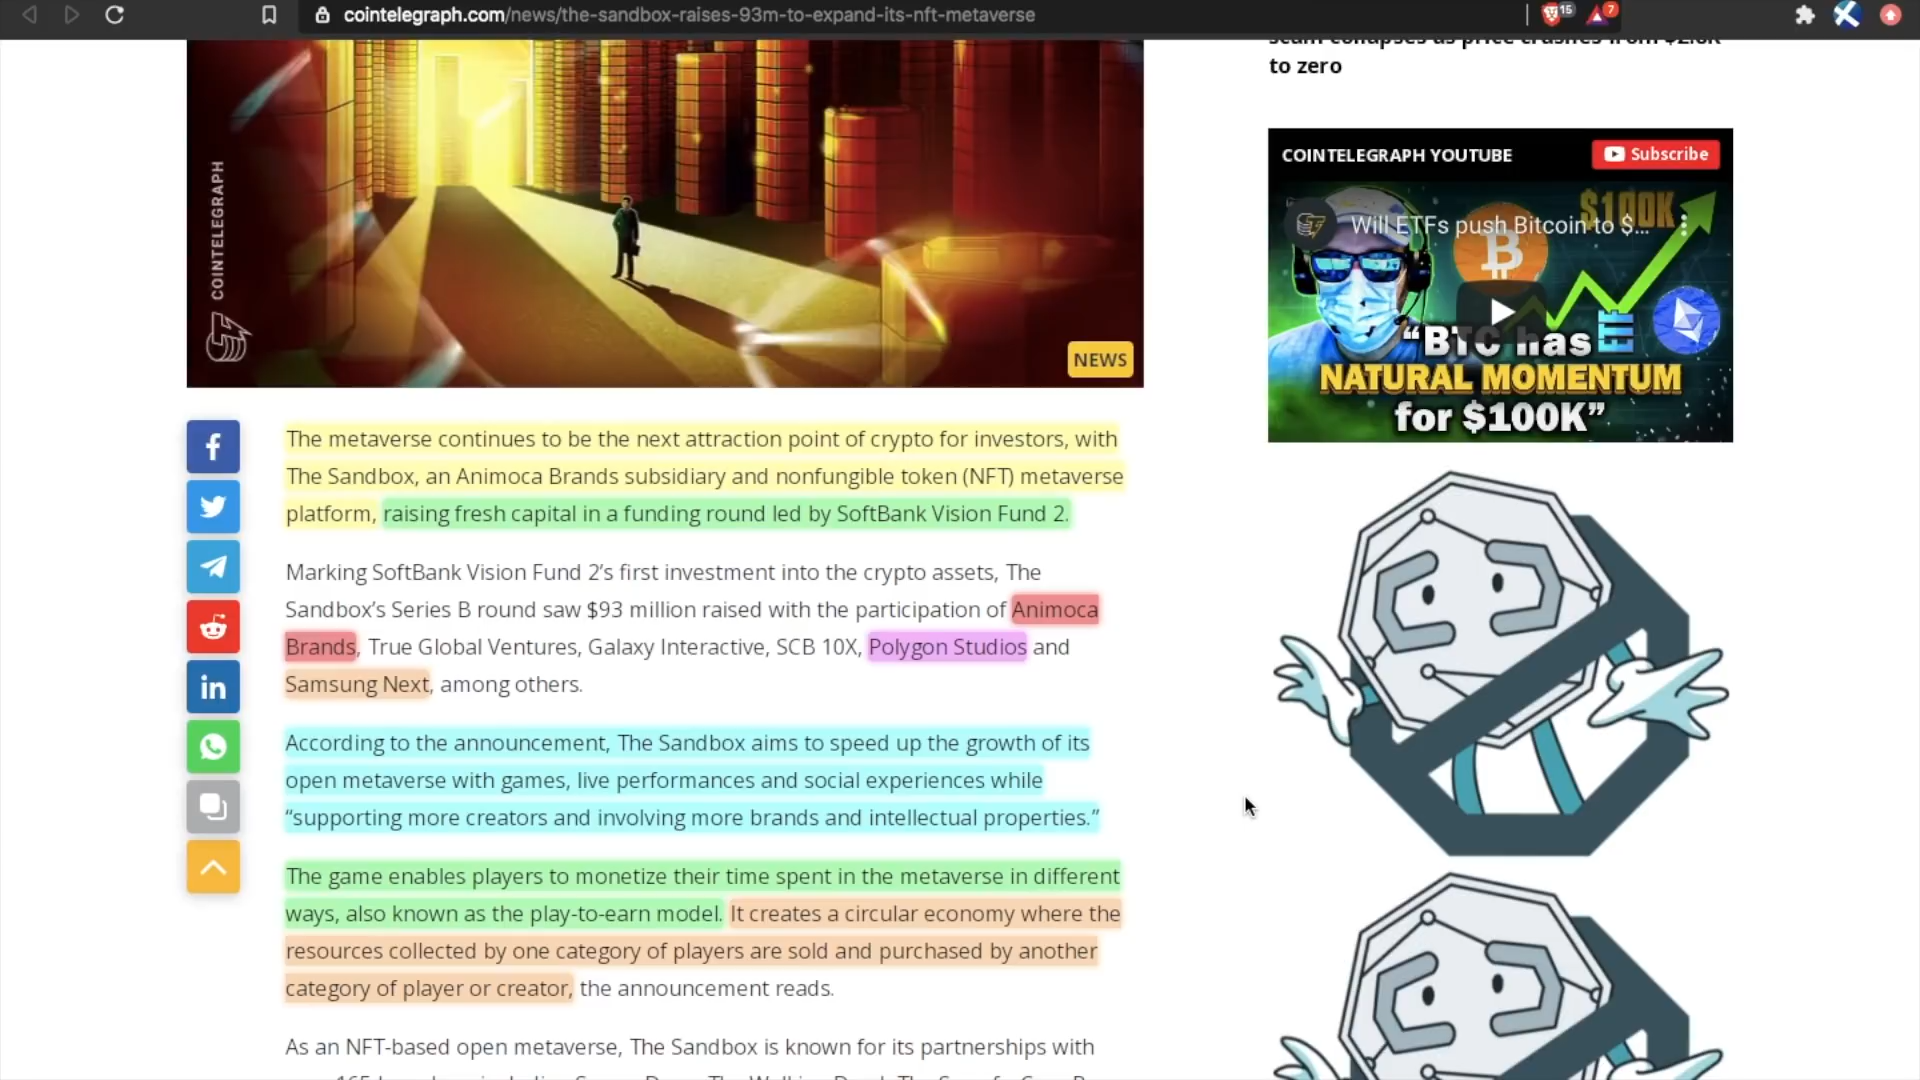 cointelegraph.com/news/the-sandbox-raises-93m-to-expand-its-nft-metaverse
15
7
to zero
COINTELEGRAPH
NEWS
COINTELEGRAPH YOUTUBE
Subscribe
$100K
Will ETFs push Bitcoin to $...
ETF
“BTC has
NATURAL MOMENTUM
for $100K”
The metaverse continues to be the next attraction point of crypto for investors, with
The Sandbox, an Animoca Brands subsidiary and nonfungible token (NFT) metaverse
platform, raising fresh capital in a funding round led by SoftBank Vision Fund 2.
Marking SoftBank Vision Fund 2’s first investment into the crypto assets, The
Sandbox’s Series B round saw $93 million raised with the participation of Animoca
Brands, True Global Ventures, Galaxy Interactive, SCB 10X, Polygon Studios and
Samsung Next, among others.
According to the announcement, The Sandbox aims to speed up the growth of its
open metaverse with games, live performances and social experiences while
“supporting more creators and involving more brands and intellectual properties.”
The game enables players to monetize their time spent in the metaverse in different
ways, also known as the play-to-earn model. It creates a circular economy where the
resources collected by one category of players are sold and purchased by another
category of player or creator, the announcement reads.
As an NFT-based open metaverse, The Sandbox is known for its partnerships with